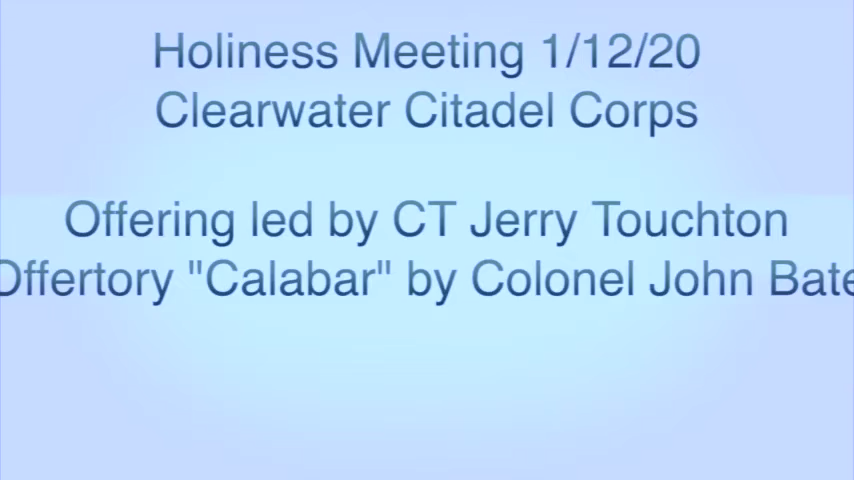 Holiness Meeting 1/12/20
Clearwater Citadel Corps
Offering led by CT Jerry Touchton
Offertory "Calabar" by Colonel John Bate